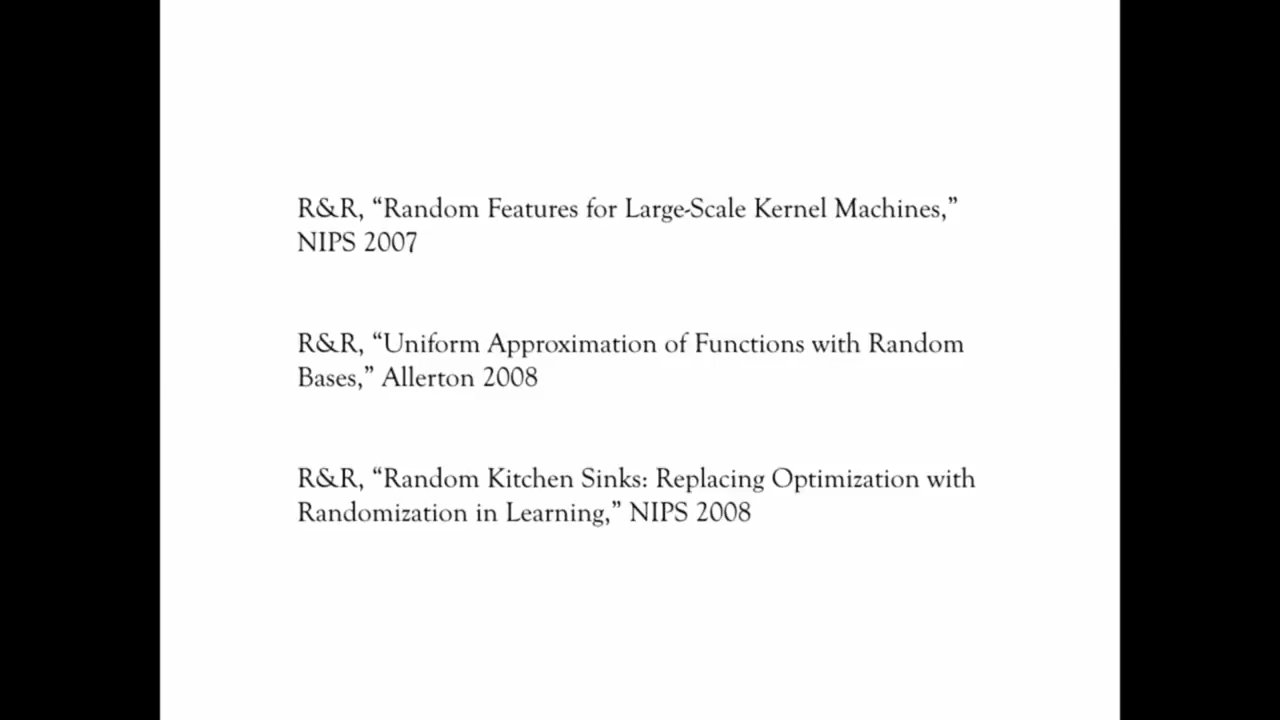 R&R, “Random Features for Large-Scale Kernel Machines,”
NIPS 2007
R&R, “Uniform Approximation of Functions with Random
Bases,” Allerton 2008
R&R, “Random Kitchen Sinks: Replacing Optimization with
Randomization in Learning,” NIPS 2008